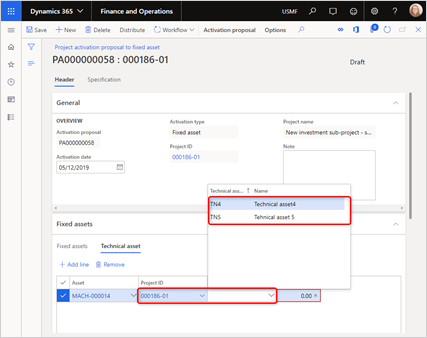 Dynamics 365 Finance and Operations USMF
Save New Delete Distribute Workflow Activation proposal Options
Project activation proposal to fixed asset
PA000000058 : 000186-01 Draft
Header Specification
General
OVERVIEW
Activation proposal
PA000000058
Activation date
05/12/2019
Activation type
Fixed asset
Project ID
000186-01
Project name
New investment sub-project - s...
Note
Technical ass... Name
TN4 Technical asset4
TN5 Tehnical asset 5
Fixed assets
Fixed assets Technical asset
Add line Remove
Asset Project ID
MACH-000014 000186-01 0.00